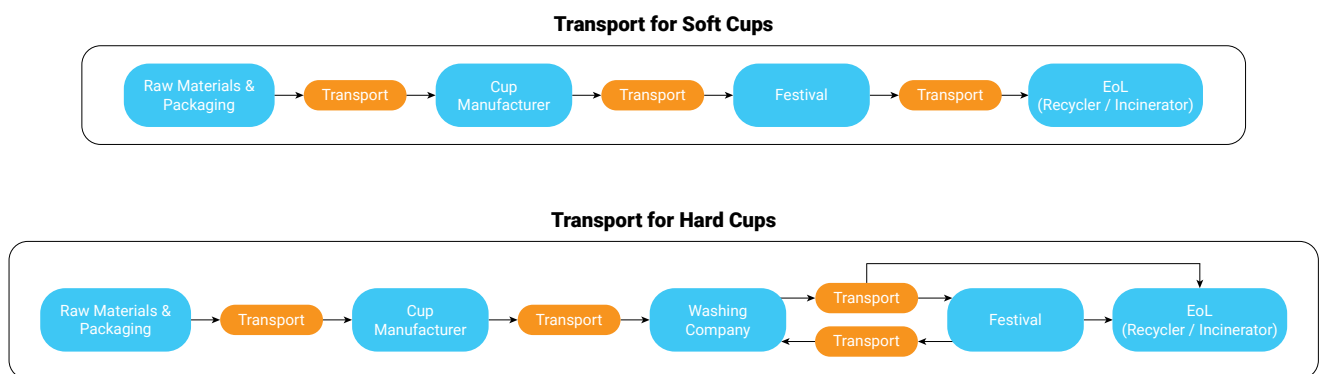 Transport for Soft Cups
Raw Materials &
Packaging
Transport
Cup
Manufacturer
Transport
Festival
Transport
EoL
(Recycler / Incinerator)
Transport for Hard Cups
Raw Materials &
Packaging
Transport
Cup
Manufacturer
Transport
Washing
Company
Transport
Transport
Festival
EoL
(Recycler / Incinerator)